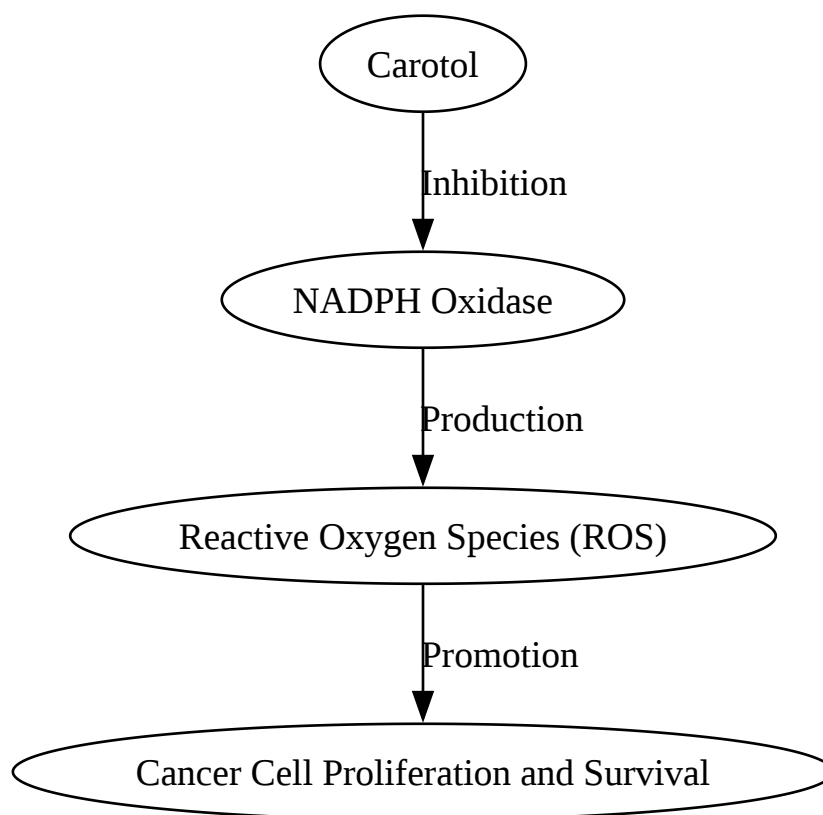 Carotol
Inhibition
NADPH Oxidase
Production
Reactive Oxygen Species (ROS)
Promotion
Cancer Cell Proliferation and Survival